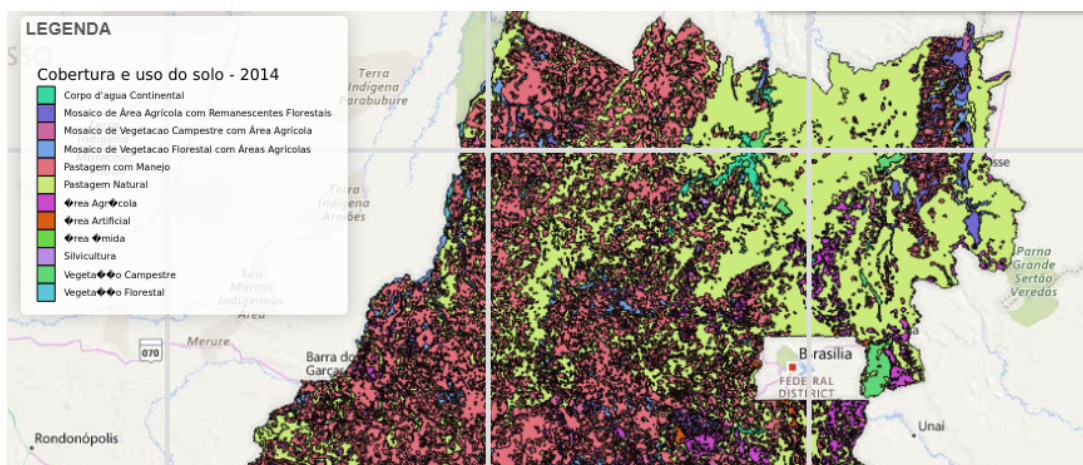 LEGENDA
Cobertura e uso do solo - 2014
Corpo d'agua Continental
Mosaico de Área Agrícola com Remanescentes Florestais
Mosaico de Vegetacao Campestre com Área Agrícola
Mosaico de Vegetacao Florestal com Áreas Agrícolas
Pastagem com Manejo
Pastagem Natural
�rea Agr�cola
�rea Artificial
�rea �mida
Silvicultura
Vegeta��o Campestre
Vegeta��o Florestal
Terra
Indígena
Parabubure
Terra
Indígena
Areiões
São
Marcos
Indigenous
Area
Merure
070
Barra do
Garças
Rondonópolis
Brasília
FEDERAL
DISTRICT
Unaí
Parna
Grande
Sertão
Veredas